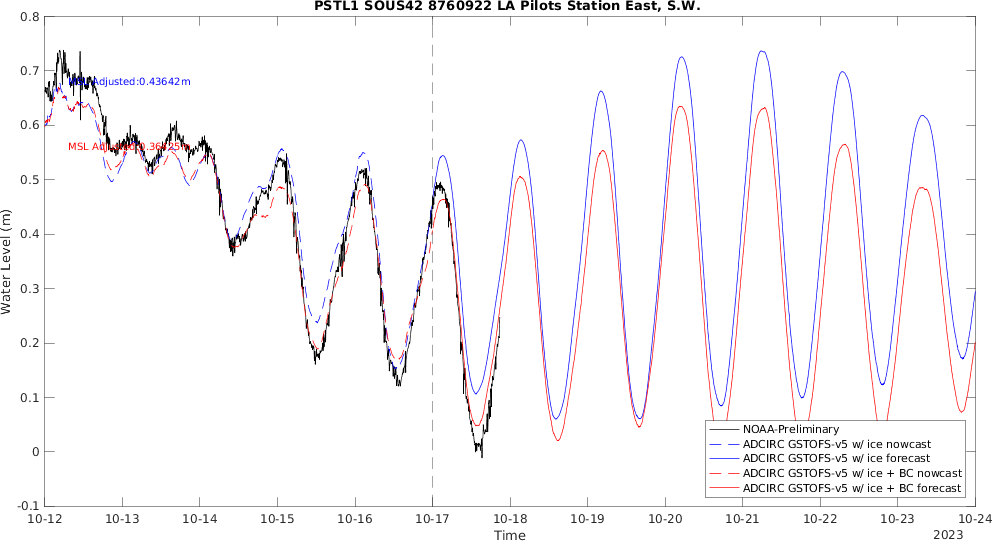 PSTL1 SOUS42 8760922 LA Pilots Station East, S.W.
0.8
0.7
0.6
0.5
0.4
0.3
0.2
0.1
0
-0.1
Water Level (m)
Adjusted:0.43642m
MSL
NOAA-Preliminary
ADCIRC GSTOFS-v5 w/ ice nowcast
ADCIRC GSTOFS-v5 w/ ice forecast
ADCIRC GSTOFS-v5 w/ ice + BC nowcast
ADCIRC GSTOFS-v5 w/ ice + BC forecast
10-12 10-13 10-14 10-15 10-16 10-17 10-18 10-19 10-20 10-21 10-22 10-23 10-24
Time
2023